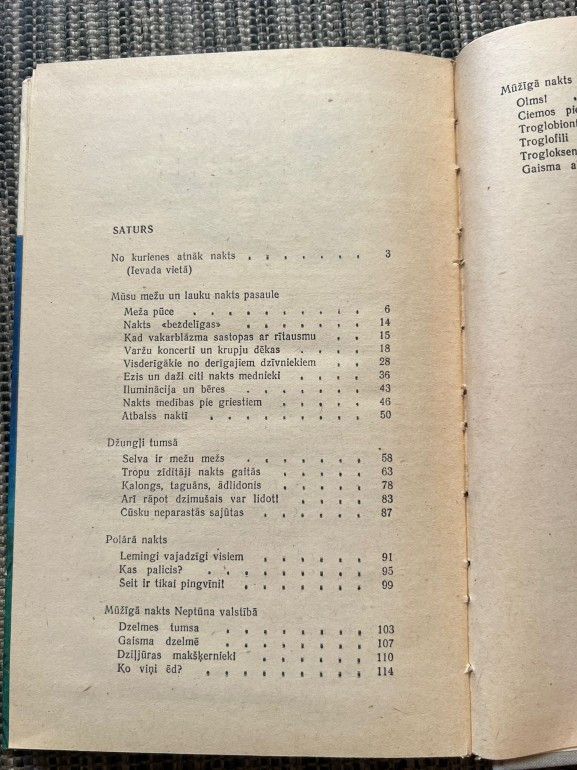 SATURS
No kurienes atnāk nakts . . . . . . . 3
(Ievada vietā)
Mūsu mežu un lauku nakts pasaule
Meža pūce . . . . . . . . 6
Nakts «bezdelīgas» . . . . . . . 14
Kad vakarblāzma sastopas ar rītausmu . . . 15
Varžu koncerti un krupju dēkas . . . . 18
Visderīgākie no derīgajiem dzīvniekiem . . . 28
Ezis un daži citi nakts mednieki . . . . . 36
Iluminācija un bēres . . . . . . 43
Nakts medības pie griestiem . . . . . 46
Atbalss naktī . . . . . . . 50
Džungļi tumsā
Selva ir mežu mežs . . . . . . 58
Tropu zīdītāji nakts gaitās . . . . . 63
Kalongs, taguāns, ādlidonis . . . . . 78
Arī rāpot dzimušais var lidot! . . . . . 83
Čūsku neparastās sajūtas . . . . . . 87
Polārā nakts
Lemingi vajadzīgi visiem . . . . . 91
Kas palicis? . . . . . . . . 95
Šeit ir tikai pingvīni! . . . . . . 99
Mūžīgā nakts Neptūna valstībā
Dzelmes tumsa . . . . . . . 103
Gaisma dzelmē . . . . . . . 107
Dziļjūras makšķernieki . . . . . 110
Ko viņi ēd? . . . . . . . . 114
Mūžīgā nakts
Olms!
Ciemos
Troglobiont
Troglofili
Trogloksen
Gaisma